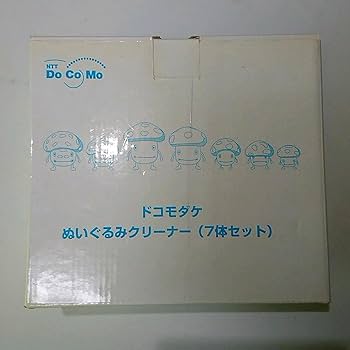 NTT
DoCoMo
ドコモダケ
ぬいぐるみクリーナー（7体セット）